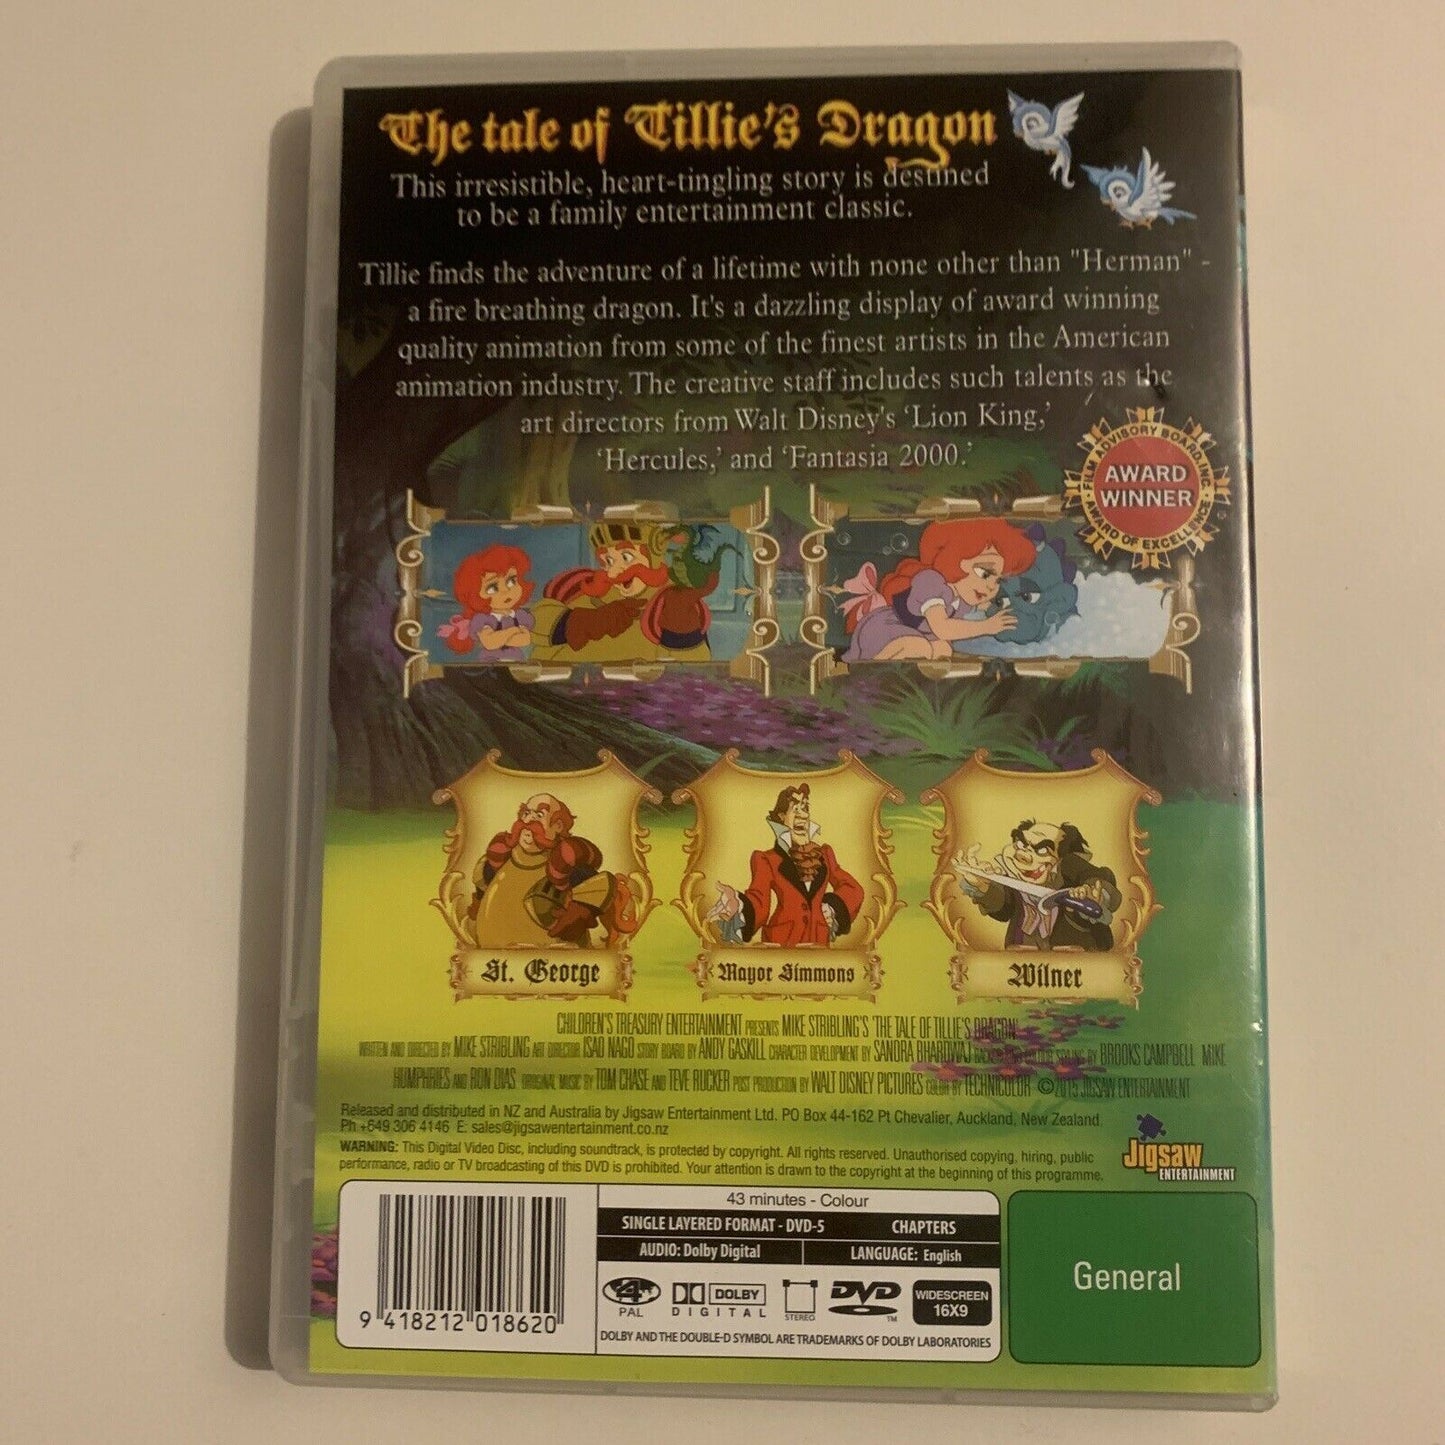 The tale of Tillie's Dragon
This irresistible, heart-tingling story is destined
to be a family entertainment classic.
Tillie finds the adventure of a lifetime with none other than "Herman" -
a fire breathing dragon. It's a dazzling display of award winning
quality animation from some of the finest artists in the American
animation industry. The creative staff includes such talents as the
art directors from Walt Disney's 'Lion King,'
'Hercules,' and 'Fantasia 2000.'
FILM ADVISORY BOARD, INC.
AWARD
WINNER
AWARD OF EXCELLENCE
St. George
Mayor Simmons
Wilner
CHILDREN'S TREASURY ENTERTAINMENT PRESENTS MIKE STRIBLING'S 'THE TALE OF TILLIE'S DRAGON'
WRITTEN AND DIRECTED BY MIKE STRIBLING ART DIRECTOR ISAO NAGO STORY BOARD BY ANDY GASKILL CHARACTER DEVELOPMENT BY SANDRA BHARDWAJ BROOKS CAMPBELL MIKE
HUMPHRIES AND RON DIAS ORIGINAL MUSIC BY TOM CHASE AND TEVE RUCKER POST PRODUCTION BY WALT DISNEY PICTURES COLOR BY TECHNICOLOR ©2015 JIGSAW ENTERTAINMENT
Released and distributed in NZ and Australia by Jigsaw Entertainment Ltd. PO Box 44-162 Pt Chevalier, Auckland, New Zealand.
Ph +649 306 4146 E: sales@jigsawentertainment.co.nz
WARNING: This Digital Video Disc, including soundtrack, is protected by copyright. All rights reserved. Unauthorised copying, hiring, public
performance, radio or TV broadcasting of this DVD is prohibited. Your attention is drawn to the copyright at the beginning of this programme.
Jigsaw
ENTERTAINMENT
43 minutes - Colour
SINGLE LAYERED FORMAT - DVD-5 CHAPTERS
AUDIO: Dolby Digital LANGUAGE: English
4
PAL
DOLBY
DIGITAL
STEREO
DVD
TM
WIDESCREEN
16X9
DOLBY AND THE DOUBLE-D SYMBOL ARE TRADEMARKS OF DOLBY LABORATORIES
9 418212 018620
General